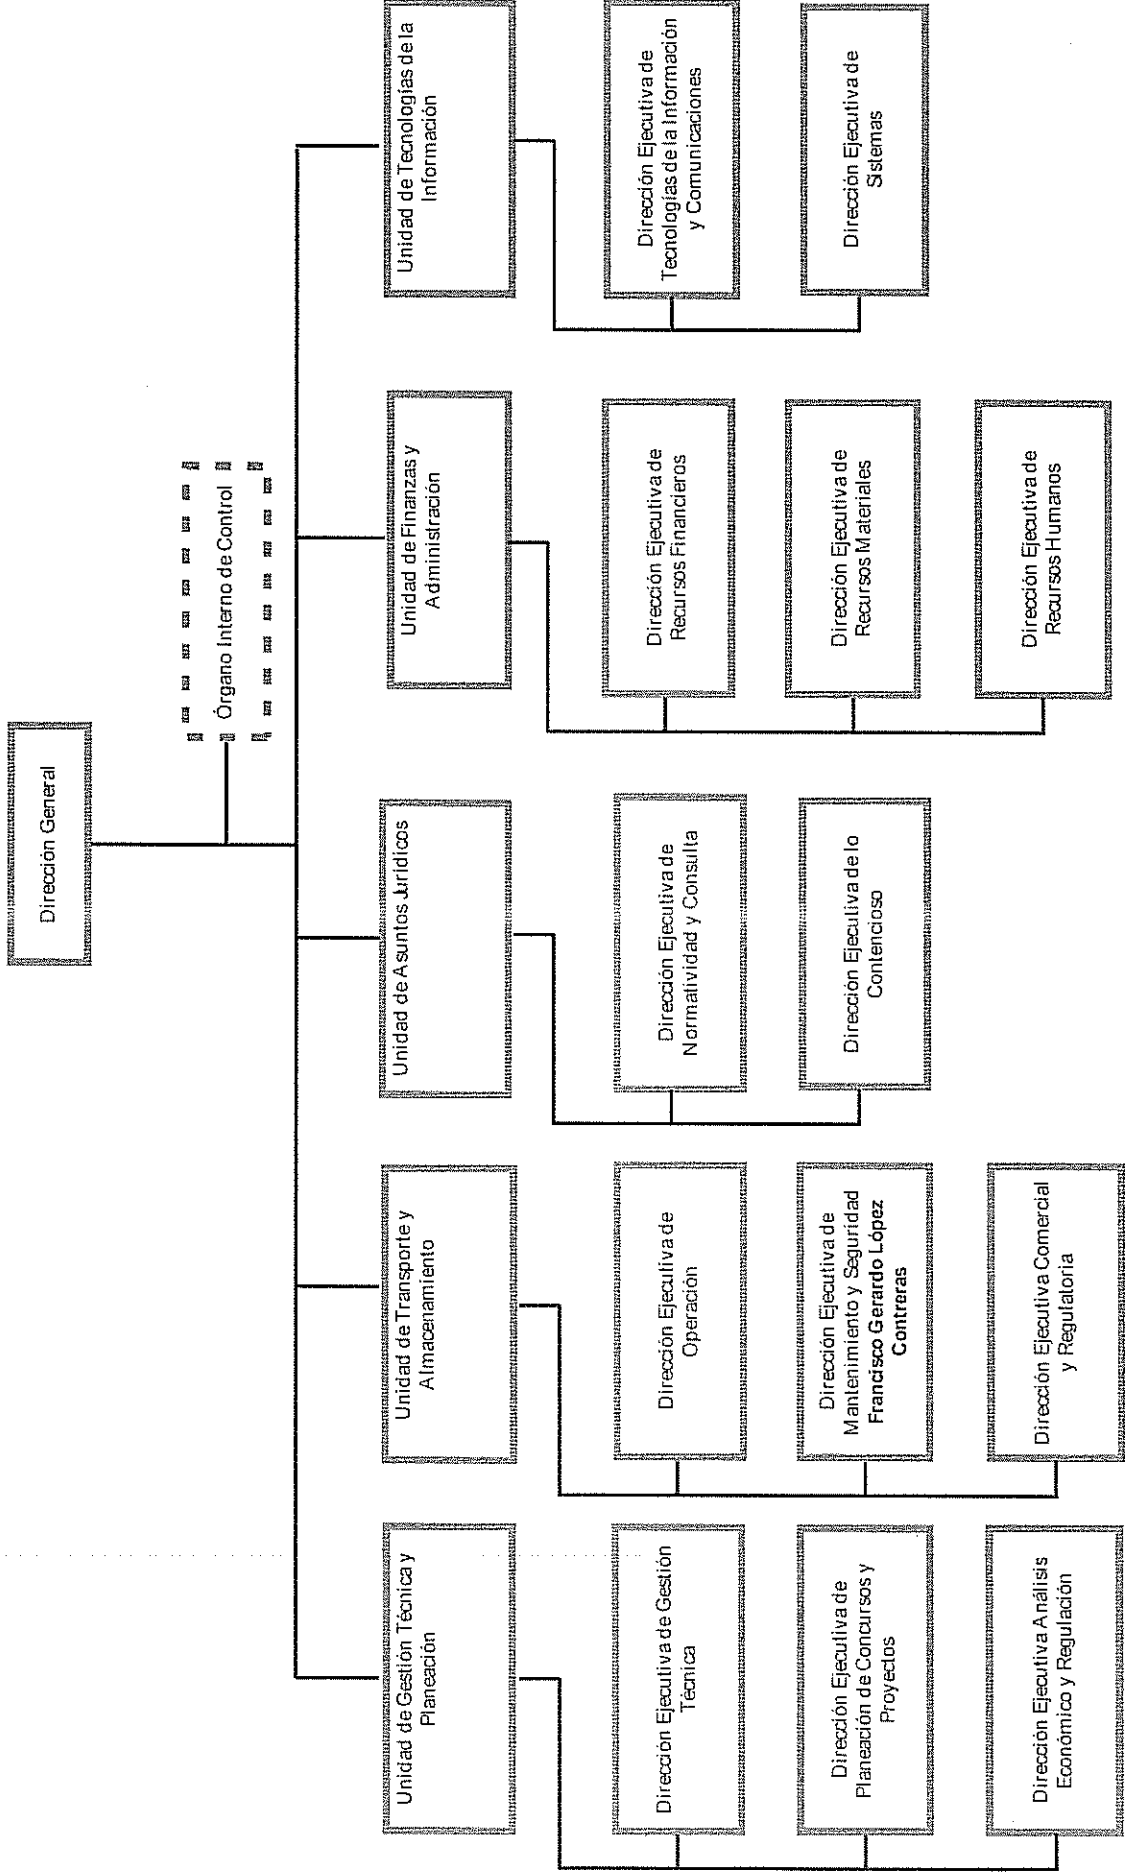 Dirección General
Órgano Interno de Control
Unidad de Gestión Técnica y
Planeación
Dirección Ejecutiva de Gestión
Técnica
Dirección Ejecutiva de
Planeación de Concursos y
Proyectos
Dirección Ejecutiva Análisis
Económico y Regulación
Unidad de Transporte y
Almacenamiento
Dirección Ejecutiva de
Operación
Dirección Ejecutiva de
Mantenimiento y Seguridad
Francisco Gerardo López
Contreras
Dirección Ejecutiva Comercial
y Regulatoria
Unidad de Asuntos Jurídicos
Dirección Ejecutiva de
Normatividad y Consulta
Dirección Ejecutiva de lo
Contencioso
Unidad de Finanzas y
Administración
Dirección Ejecutiva de
Recursos Financieros
Dirección Ejecutiva de
Recursos Materiales
Dirección Ejecutiva de
Recursos Humanos
Unidad de Tecnologías de la
Información
Dirección Ejecutiva de
Tecnologías de la Información
y Comunicaciones
Dirección Ejecutiva de
Sistemas